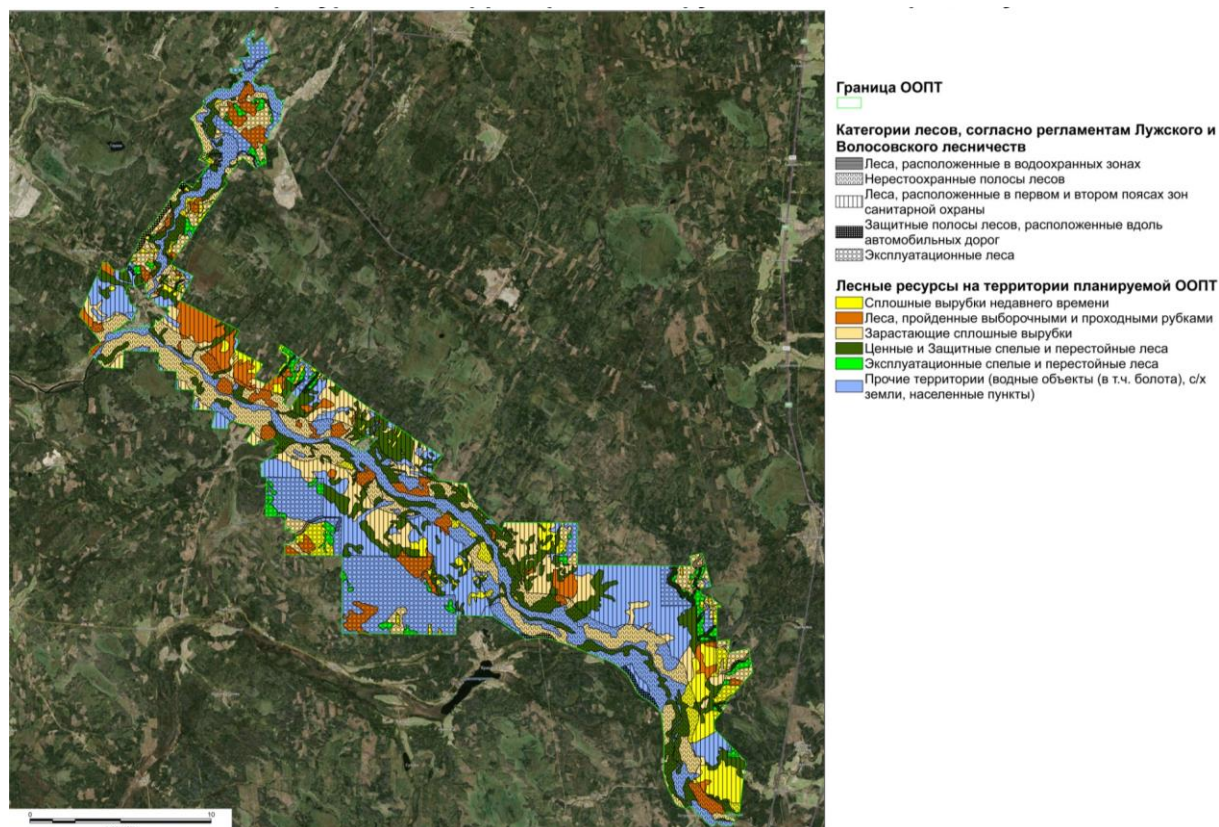 Граница ООПТ
Категории лесов, согласно регламентам Лужского и
Волосовского лесничеств
Леса, расположенные в водоохранных зонах
Нерестоохранные полосы лесов
Леса, расположенные в первом и втором поясах зон
санитарной охраны
Защитные полосы лесов, расположенные вдоль
автомобильных дорог
Эксплуатационные леса
Лесные ресурсы на территории планируемой ООПТ
Сплошные вырубки недавнего времени
Леса, пройденные выборочными и проходными рубками
Зарастающие сплошные вырубки
Ценные и Защитные спелые и перестойные леса
Эксплуатационные спелые и перестойные леса
Прочие территории (водные объекты (в т.ч. болота), с/х
земли, населенные пункты)
0 10